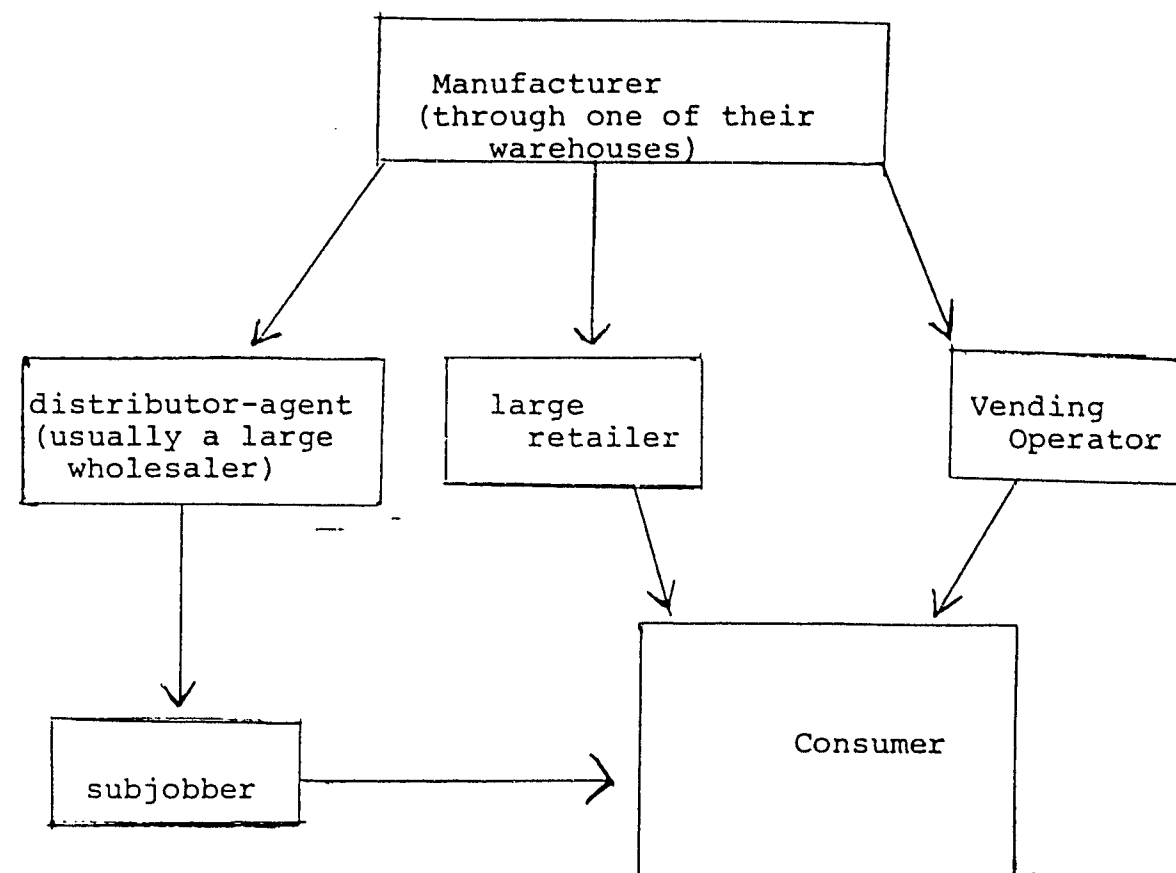 Manufacturer
(through one of their
warehouses)
distributor-agent
(usually a large
wholesaler)
large
retailer
Vending
Operator
subjobber
Consumer